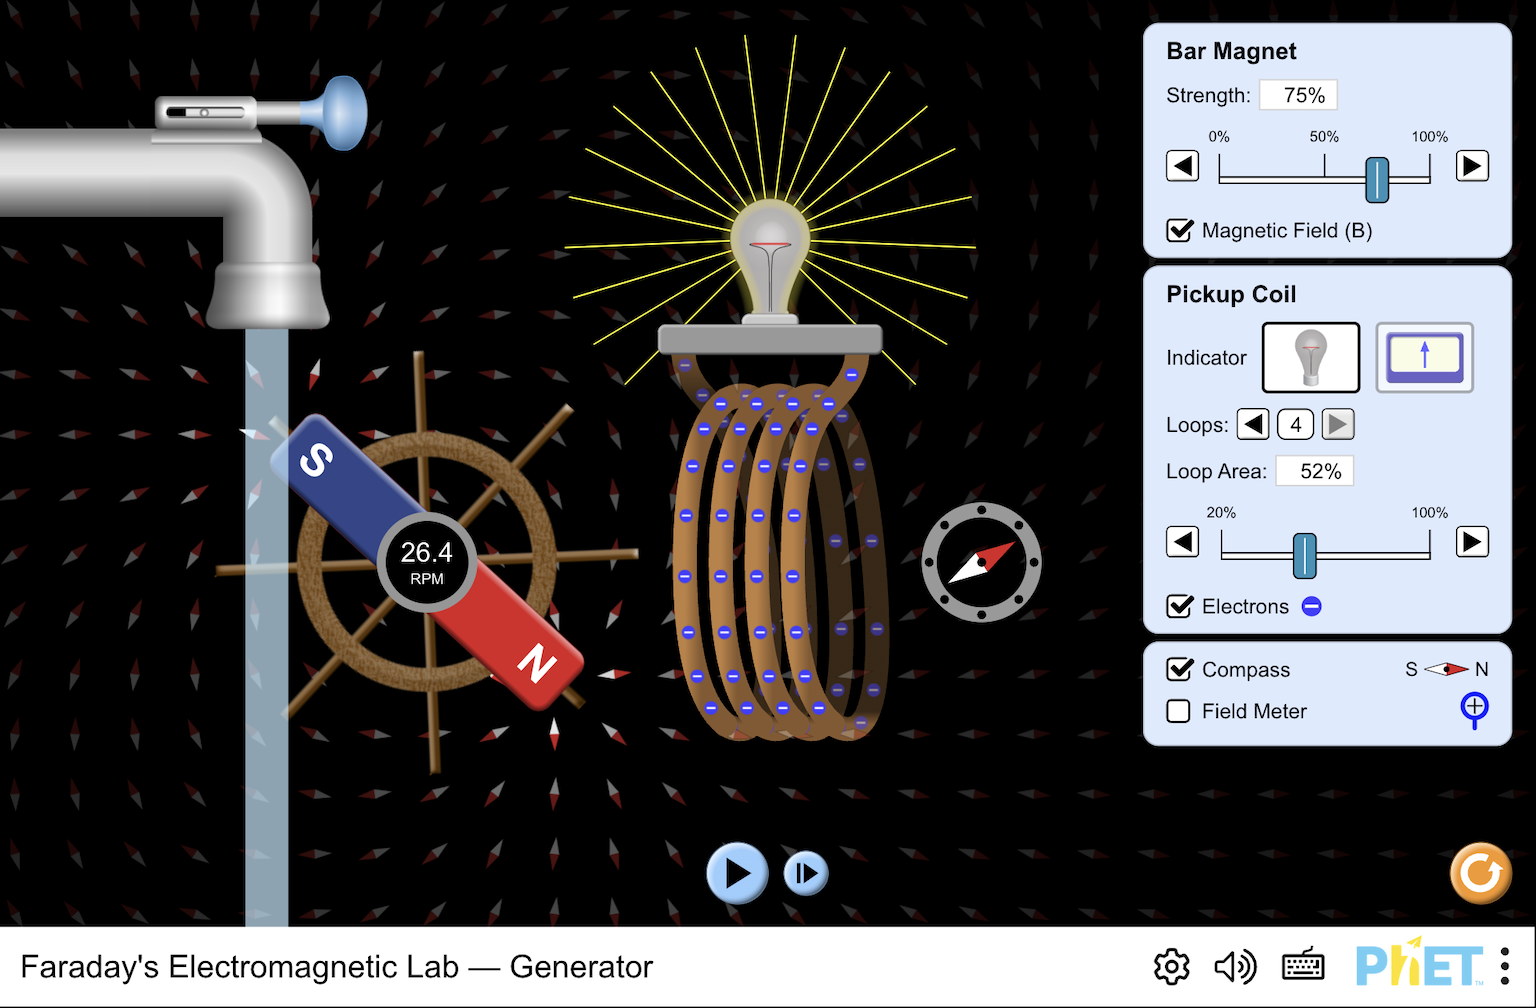 Bar Magnet
Strength: 75%
0% 50% 100%
Magnetic Field (B)
Pickup Coil
Indicator
Loops: 4
Loop Area: 52%
20% 100%
Electrons
Compass S N
Field Meter
S
26.4
RPM
N
Faraday's Electromagnetic Lab — Generator
PhET™